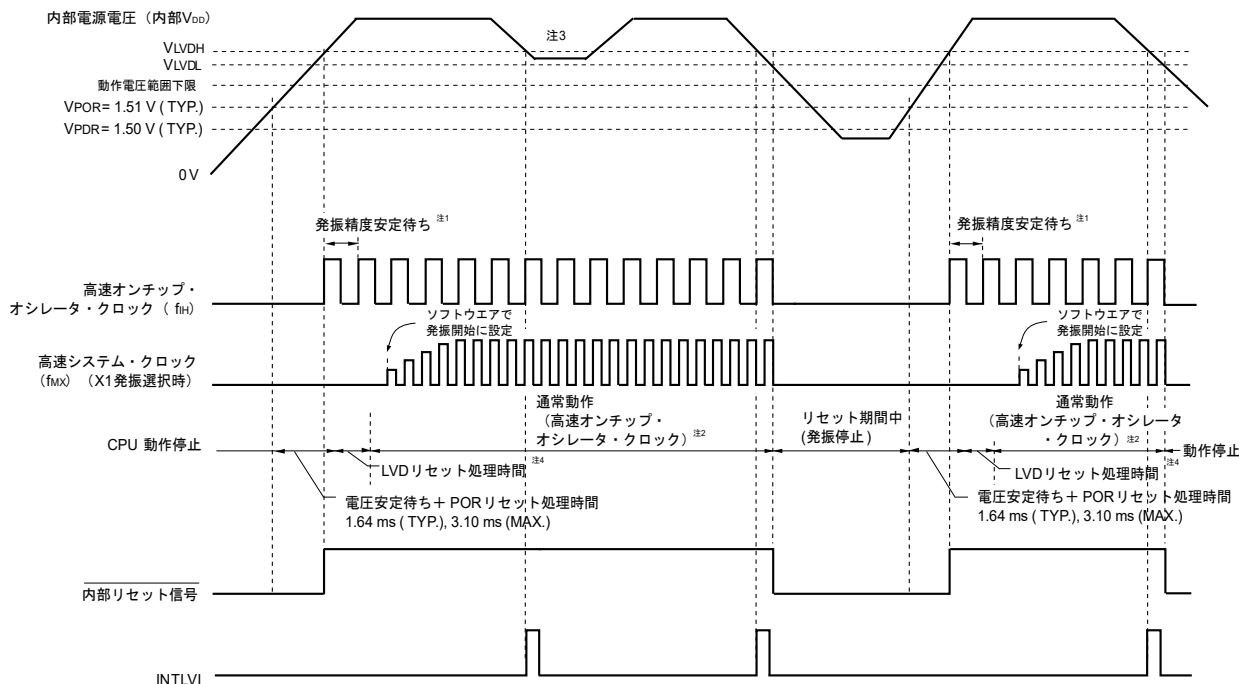 内部電源電圧（内部VDD）
注3
VLVDH
VLVDL
動作電圧範囲下限
VPOR = 1.51 V ( TYP.)
VPDR = 1.50 V ( TYP.)
0 V
発振精度安定待ち 注1
発振精度安定待ち 注1
高速オンチップ・
オシレータ・クロック（ fIH）
ソフトウエアで
発振開始に設定
ソフトウエアで
発振開始に設定
高速システム・クロック
（fMX）（X1発振選択時）
通常動作
（高速オンチップ・
オシレータ・クロック）注2
リセット期間中
(発振停止）
通常動作
（高速オンチップ・オシレータ
・クロック）注2
CPU 動作停止
動作停止
LVDリセット処理時間 注4
LVDリセット処理時間 注4
電圧安定待ち＋ PORリセット処理時間
1.64 ms ( TYP.), 3.10 ms (MAX.)
電圧安定待ち＋ PORリセット処理時間
1.64 ms ( TYP.), 3.10 ms (MAX.)
内部リセット信号
INTLVI